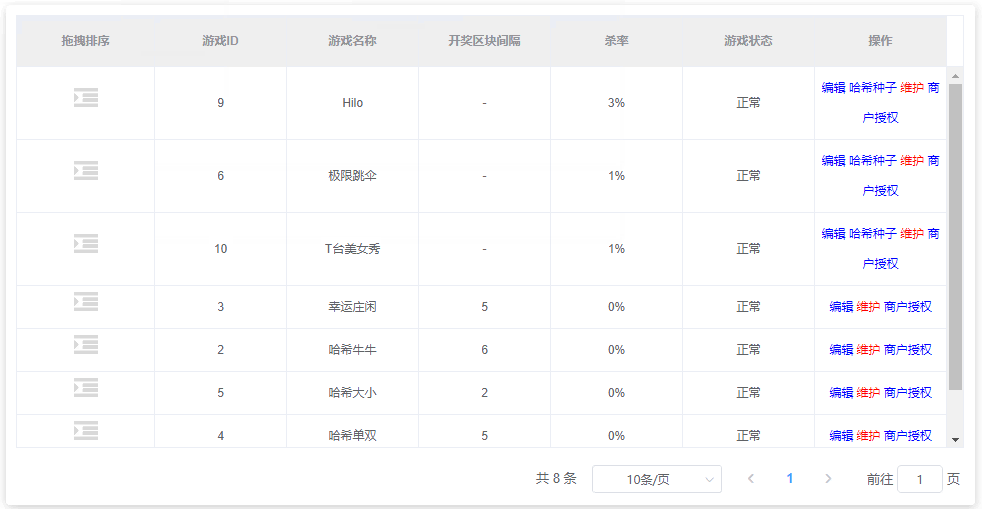 拖拽排序 游戏ID 游戏名称 开奖区块间隔 杀率 游戏状态 操作
9 Hilo - 3% 正常 编辑 哈希种子 维护 商
户授权
6 极限跳伞 - 1% 正常 编辑 哈希种子 维护 商
户授权
10 T台美女秀 - 1% 正常 编辑 哈希种子 维护 商
户授权
3 幸运庄闲 5 0% 正常 编辑 维护 商户授权
2 哈希牛牛 6 0% 正常 编辑 维护 商户授权
5 哈希大小 2 0% 正常 编辑 维护 商户授权
4 哈希单双 5 0% 正常 编辑 维护 商户授权
共 8 条 10条/页 1 前往 1 页